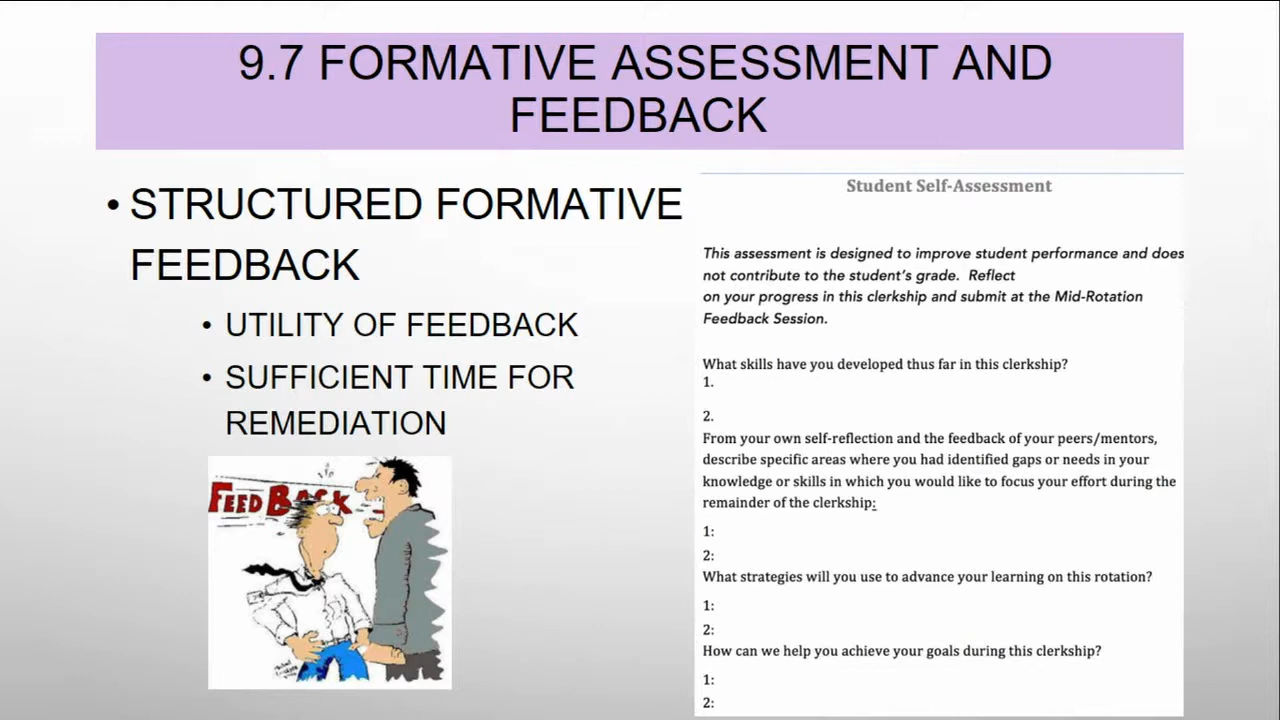 9.7 FORMATIVE ASSESSMENT AND
FEEDBACK
• STRUCTURED FORMATIVE
FEEDBACK
• UTILITY OF FEEDBACK
• SUFFICIENT TIME FOR
REMEDIATION
FEEDBACK
Student Self-Assessment
This assessment is designed to improve student performance and does
not contribute to the student's grade.  Reflect
on your progress in this clerkship and submit at the Mid-Rotation
Feedback Session.
What skills have you developed thus far in this clerkship?
1.
2.
From your own self-reflection and the feedback of your peers/mentors,
describe specific areas where you had identified gaps or needs in your
knowledge or skills in which you would like to focus your effort during the
remainder of the clerkship:
1:
2:
What strategies will you use to advance your learning on this rotation?
1:
2:
How can we help you achieve your goals during this clerkship?
1:
2: